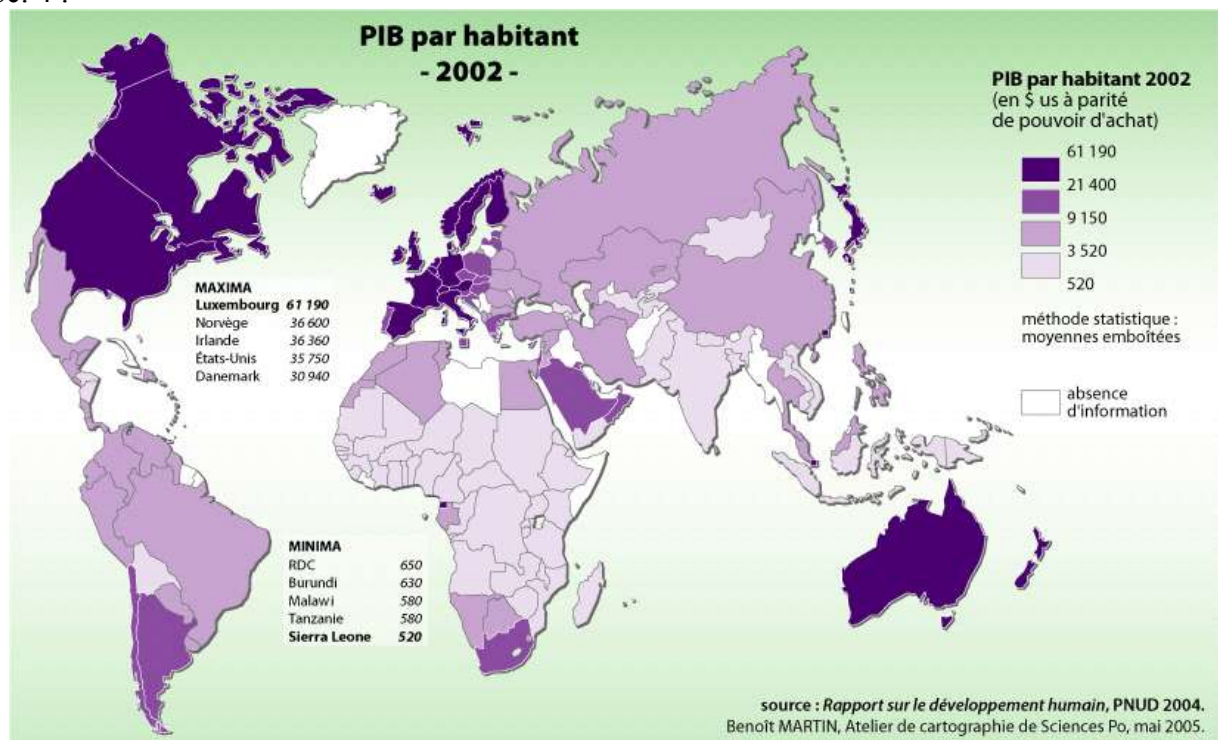 PIB par habitant
- 2002 -
PIB par habitant 2002
(en $ us à parité
de pouvoir d'achat)
61 190
21 400
9 150
3 520
520
méthode statistique :
moyennes emboîtées
absence
d'information
MAXIMA
Luxembourg 61 190
Norvège 36 600
Irlande 36 360
États-Unis 35 750
Danemark 30 940
MINIMA
RDC 650
Burundi 630
Malawi 580
Tanzanie 580
Sierra Leone 520
source : Rapport sur le développement humain, PNUD 2004.
Benoît MARTIN, Atelier de cartographie de Sciences Po, mai 2005.